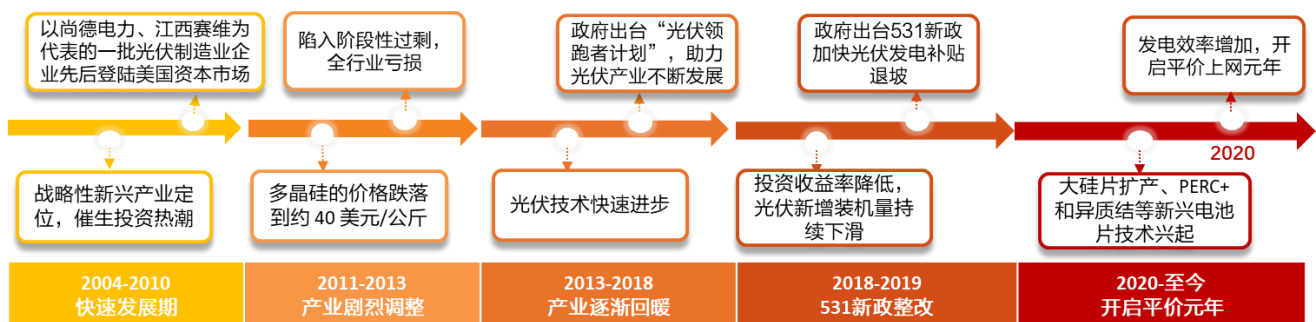 以尚德电力、江西赛维为
代表的一批光伏制造业企
业先后登陆美国资本市场
陷入阶段性过剩，
全行业亏损
政府出台“光伏领
跑者计划”，助力
光伏产业不断发展
政府出台531新政
加快光伏发电补贴
退坡
发电效率增加，开
启平价上网元年
2020
战略性新兴产业定
位，催生投资热潮
多晶硅的价格跌落
到约 40 美元/公斤
光伏技术快速进步
投资收益率降低，
光伏新增装机量持
续下滑
大硅片扩产、PERC+
和异质结等新兴电池
片技术兴起
2004-2010
快速发展期
2011-2013
产业剧烈调整
2013-2018
产业逐渐回暖
2018-2019
531新政整改
2020-至今
开启平价元年